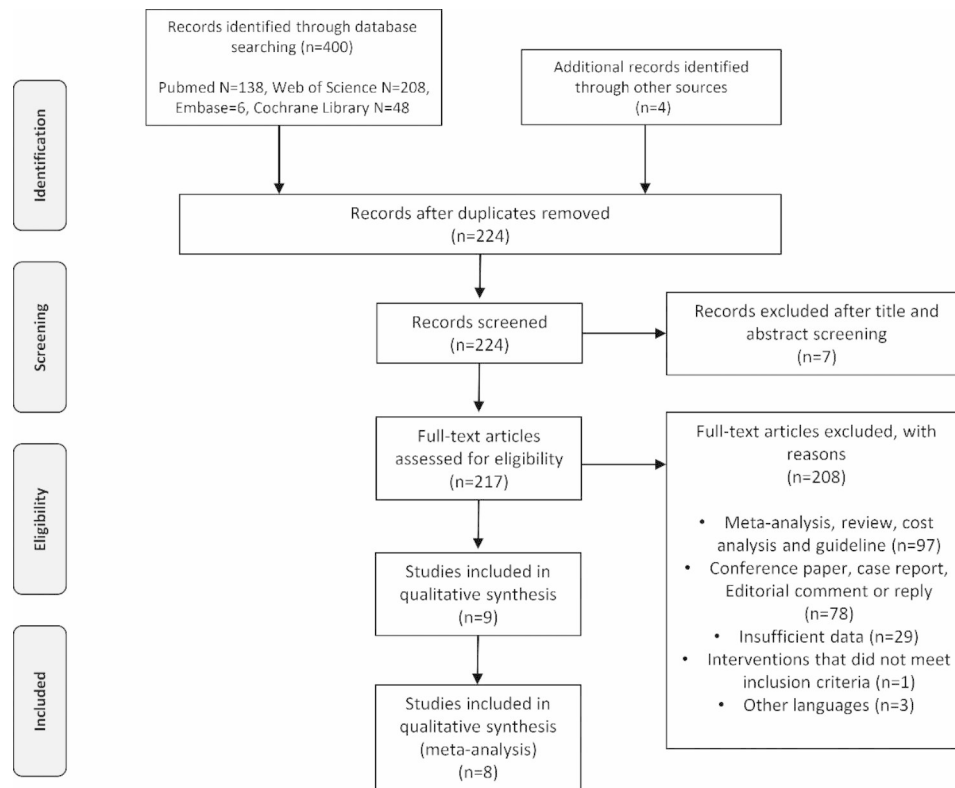 Records identified through database
searching (n=400)
Pubmed N=138, Web of Science N=208,
Embase=6, Cochrane Library N=48
Additional records identified
through other sources
(n=4)
Identification
Records after duplicates removed
(n=224)
Screening
Records screened
(n=224)
Records excluded after title and
abstract screening
(n=7)
Eligibility
Full-text articles
assessed for eligibility
(n=217)
Full-text articles excluded, with
reasons
(n=208)
• Meta-analysis, review, cost
analysis and guideline (n=97)
• Conference paper, case report,
Editorial comment or reply
(n=78)
• Insufficient data (n=29)
• Interventions that did not meet
inclusion criteria (n=1)
• Other languages (n=3)
Studies included in
qualitative synthesis
(n=9)
Included
Studies included in
qualitative synthesis
(meta-analysis)
(n=8)